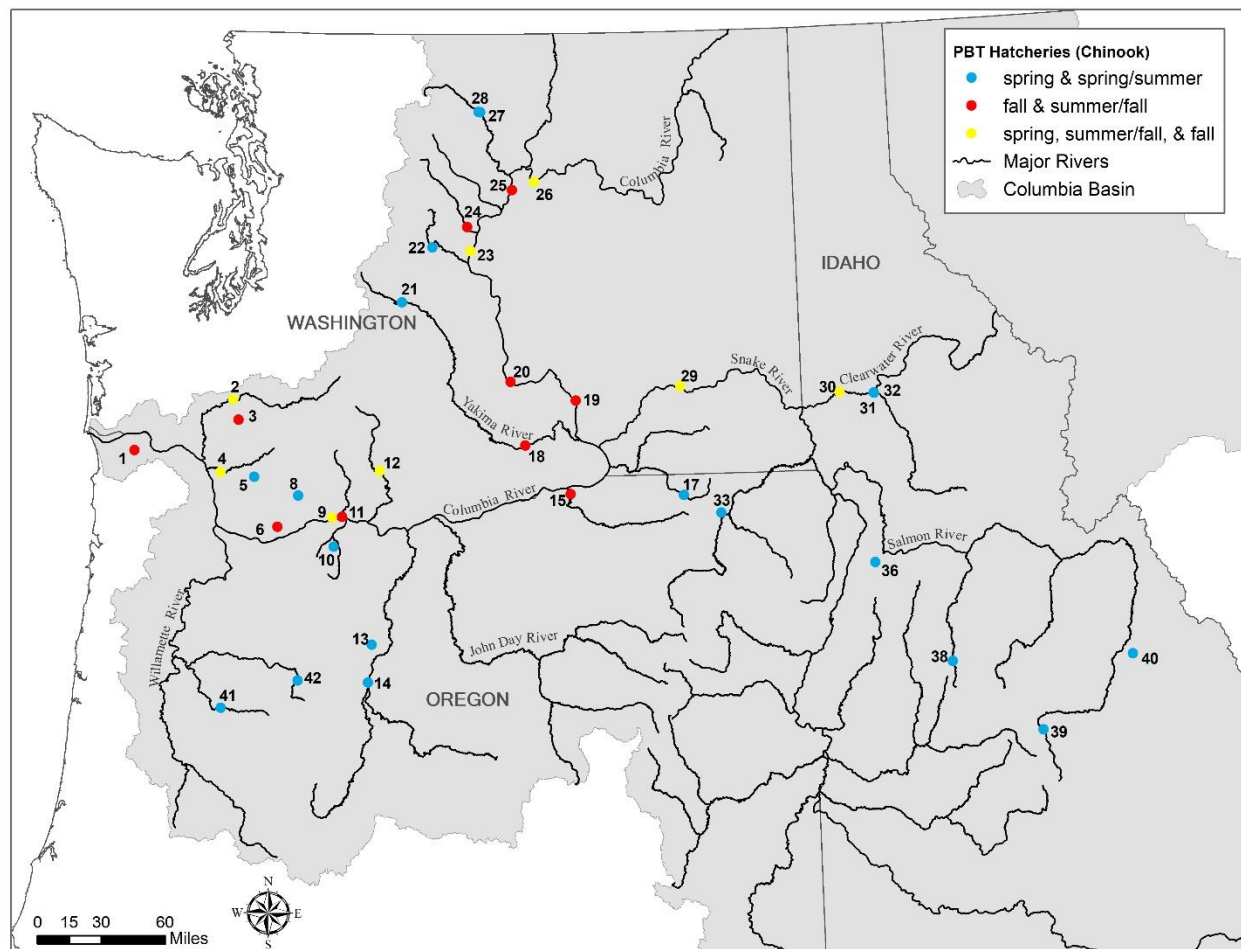 PBT Hatcheries (Chinook)
spring & spring/summer
fall & summer/fall
spring, summer/fall, & fall
Major Rivers
Columbia Basin
28
27
Columbia River
25
26
24
22
23
IDAHO
21
WASHINGTON
20
29
Snake River
Clearwater River
30
32
31
2
3
19
Yakima River
18
1
4
5
8
12
Columbia River
15
17
33
9
11
6
10
Salmon River
36
Willamette River
13
John Day River
38
40
42
14
OREGON
41
39
N
W
E
S
0 15 30 60
Miles